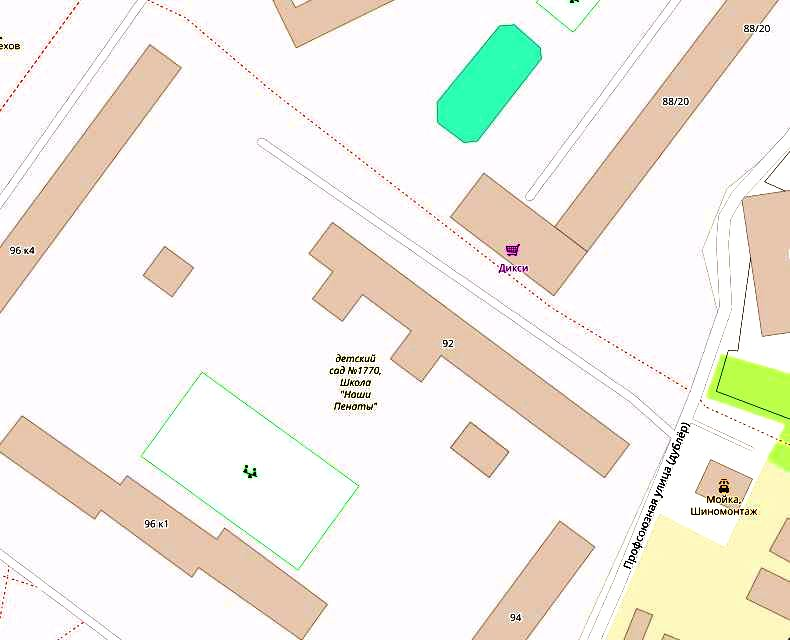 88/20
ехов
88/20
96 к4
Дикси
92
детский
сад №1770,
Школа
"Наши
Пенаты"
Профсоюзная улица (дублёр)
Мойка,
Шиномонтаж
96 к1
94